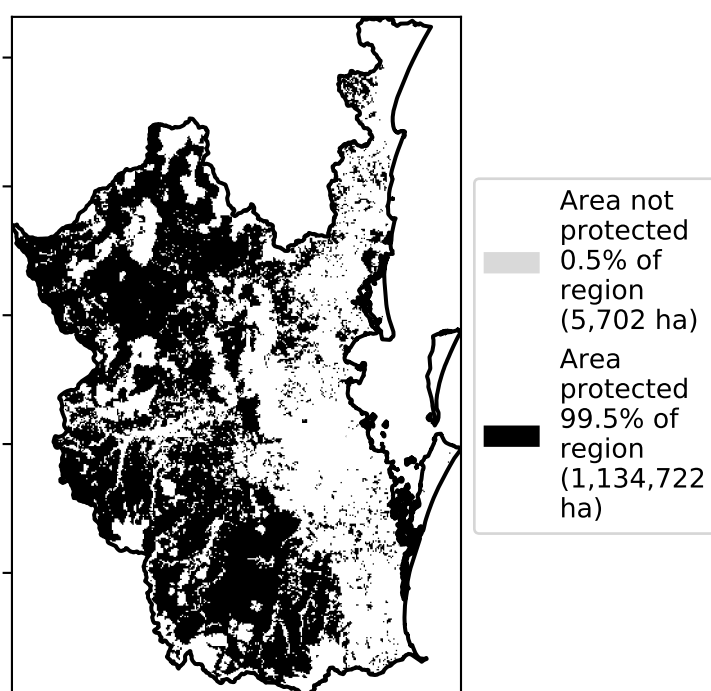 Area not
protected
0.5% of
region
(5,702 ha)
Area
protected
99.5% of
region
(1,134,722
ha)